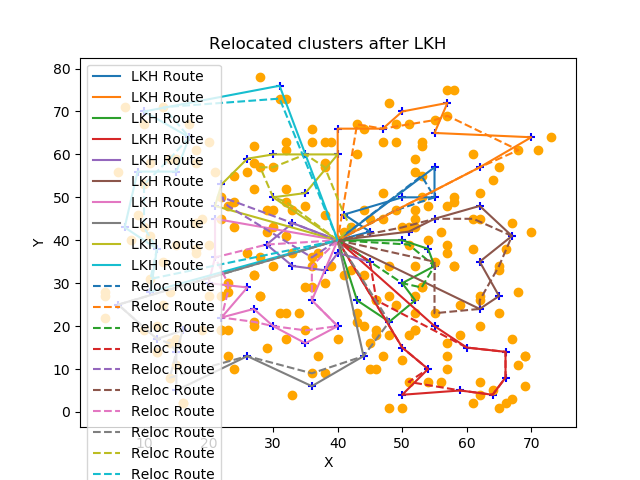 Relocated clusters after LKH
80
70
60
50
40
30
20
10
0
Y
LKH Route
LKH Route
LKH Route
LKH Route
LKH Route
LKH Route
LKH Route
LKH Route
LKH Route
LKH Route
Reloc Route
Reloc Route
Reloc Route
Reloc Route
Reloc Route
Reloc Route
Reloc Route
Reloc Route
Reloc Route
Reloc Route
10 20 30 40 50 60 70
X